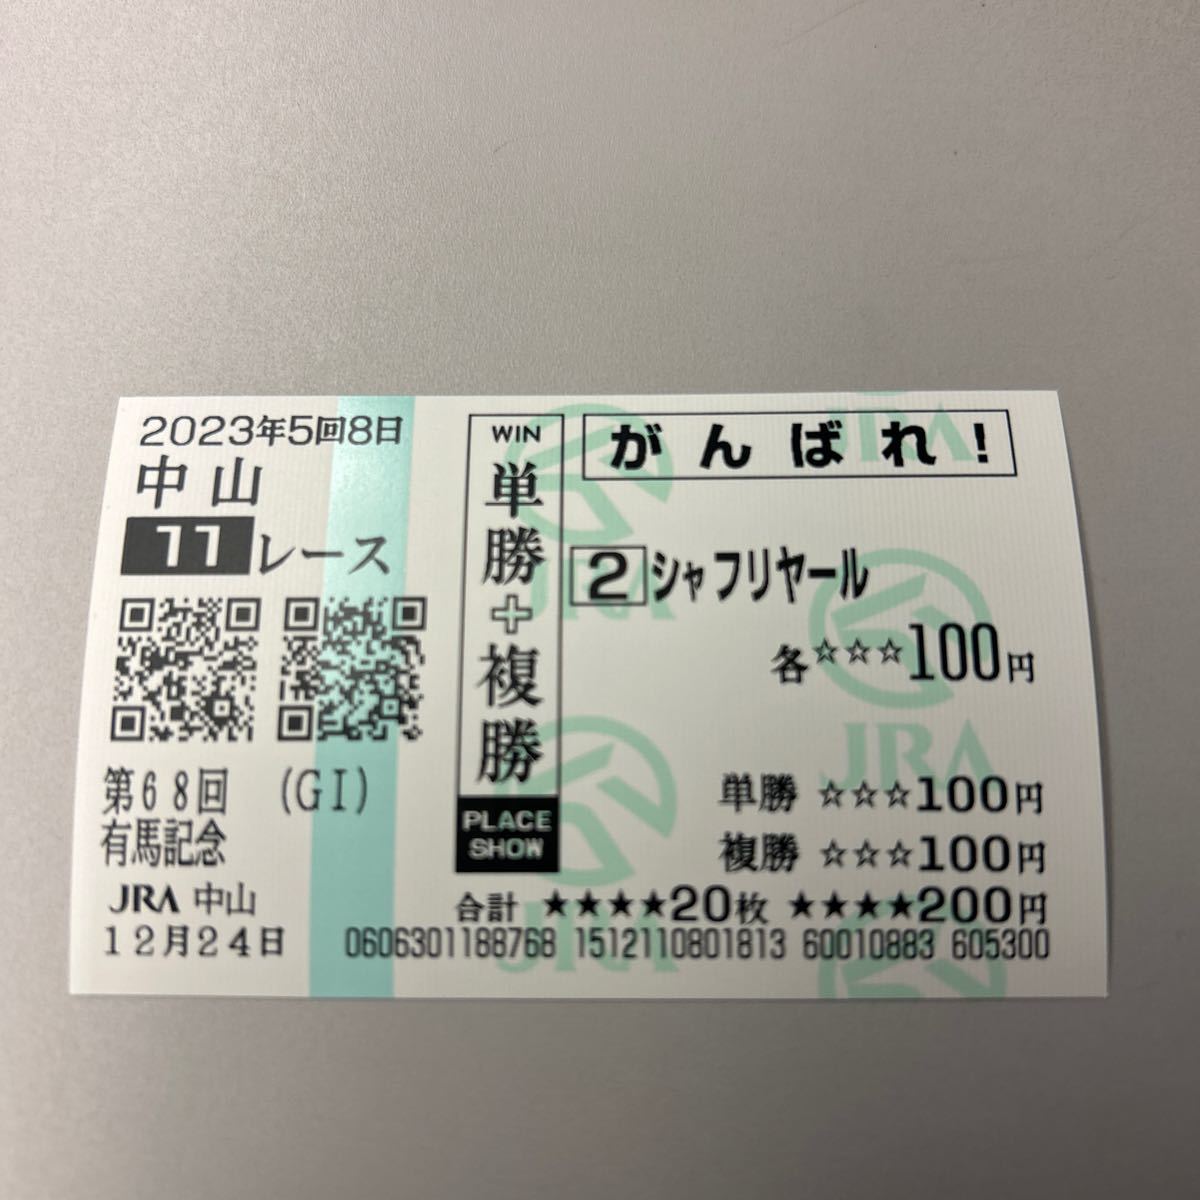 2023年5回8日
中山
11レース
第68回 (GI)
有馬記念
JRA 中山
12月24日
WIN
単勝+複勝
PLACE
SHOW
がんばれ!
2 シャフリヤール
各☆☆☆100円
単勝 ☆☆☆100円
複勝 ☆☆☆100円
合計 ★★★★20枚 ★★★★200円
0606301188768 1512110801813 60010883 605300
JRA
JRA
JRA
JRA